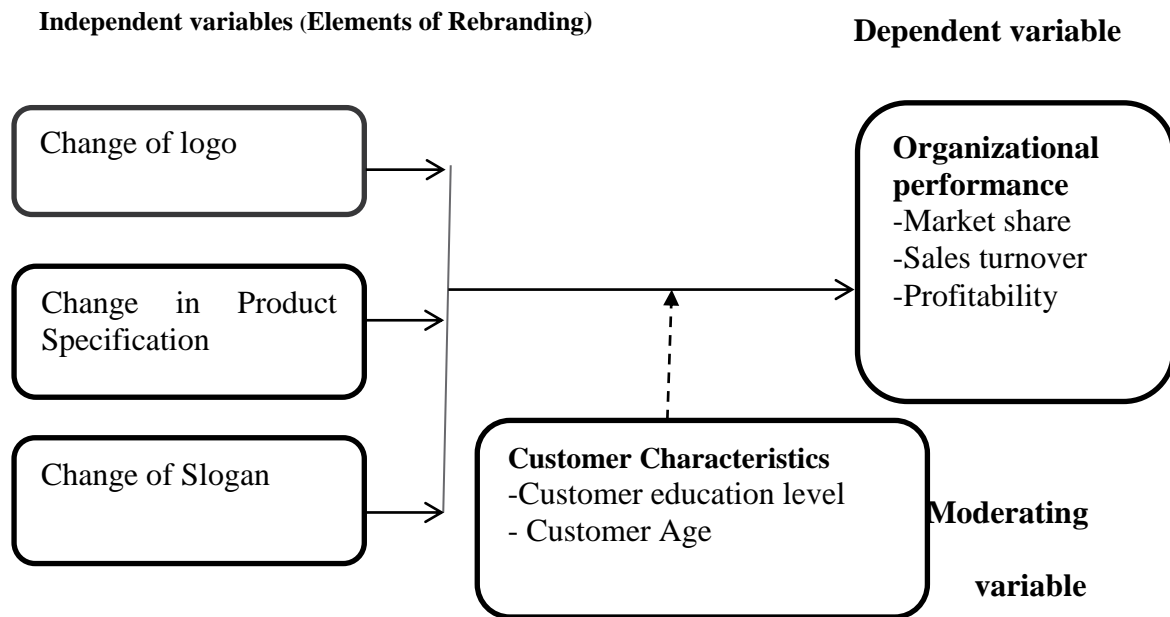 Independent variables (Elements of Rebranding)
Dependent variable
Change of logo
Change in Product
Specification
Change of Slogan
Organizational
performance
-Market share
-Sales turnover
-Profitability
Customer Characteristics
-Customer education level
- Customer Age
Moderating
variable